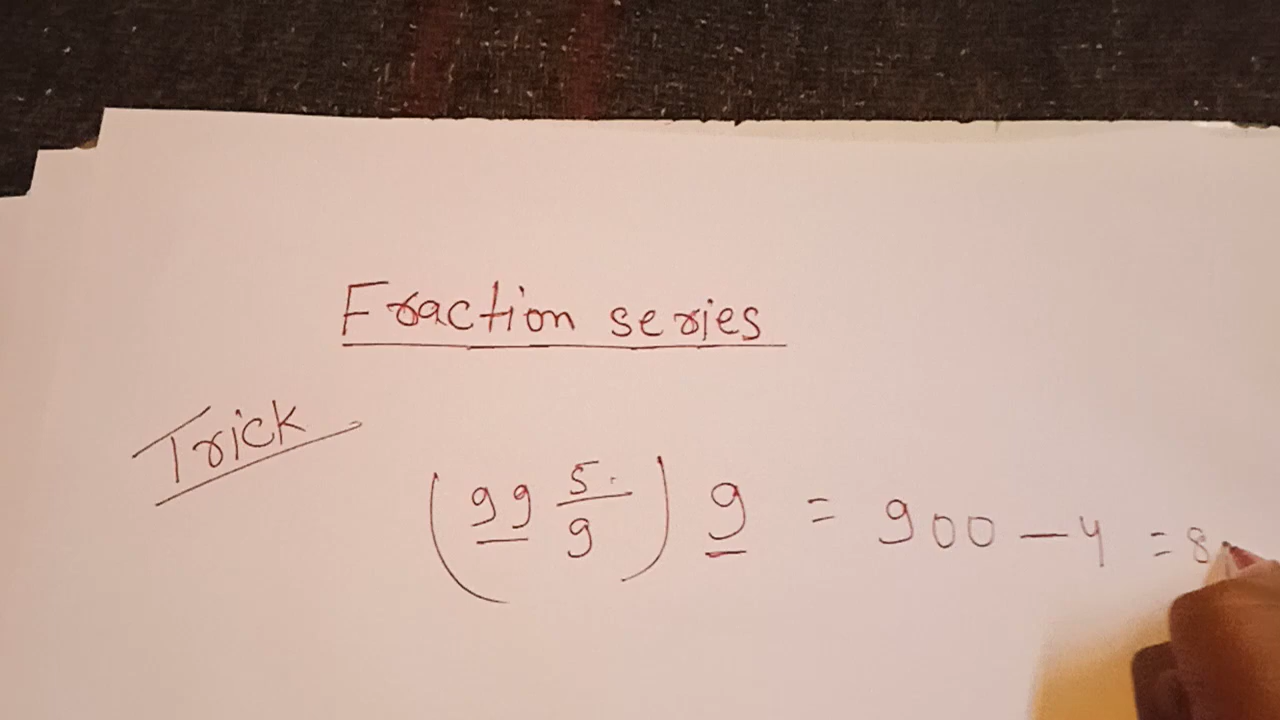 Fraction series
Trick
(99 5/9) 9 = 900 - 4 = 8